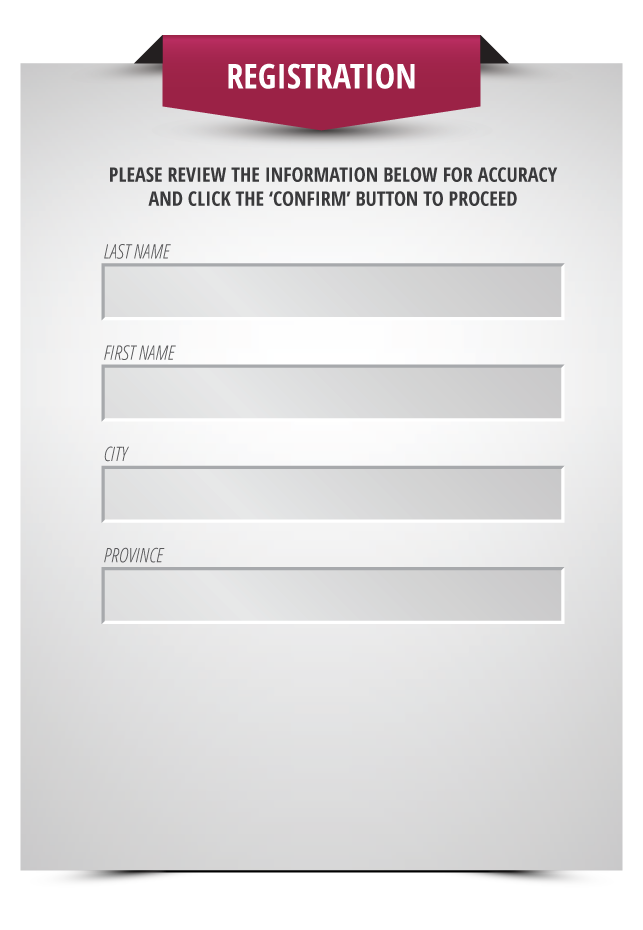 REGISTRATION
PLEASE REVIEW THE INFORMATION BELOW FOR ACCURACY
AND CLICK THE ‘CONFIRM’ BUTTON TO PROCEED
LAST NAME
FIRST NAME
CITY
PROVINCE